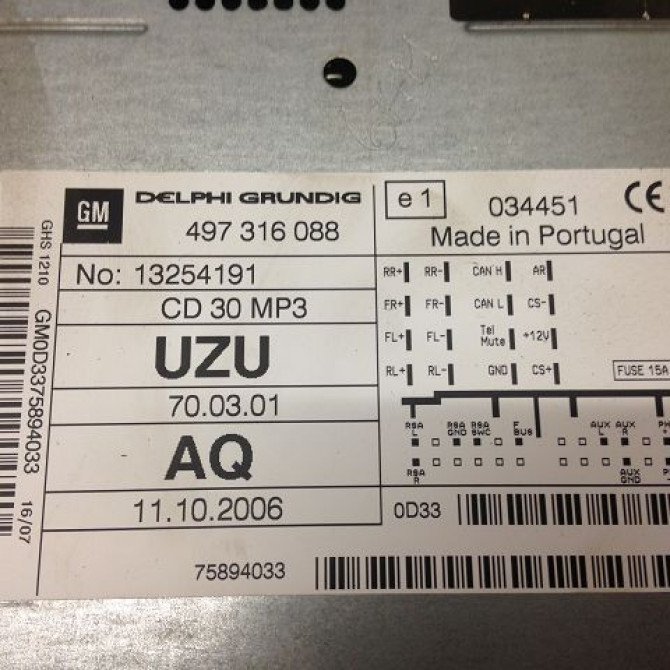 GM DELPHI GRUNDIG
497 316 088
No: 13254191
CD 30 MP3
UZU
70.03.01
AQ
11.10.2006
75894033
e1 034451 CE
Made in Portugal
RR+ RR- CAN H AR
FR+ FR- CAN L CS-
FL+ FL- Tel Mute +12V
RL+ RL- GND CS+ FUSE 15A
RSA L RSA GND RSA SWC F BUS AUX L AUX R
RSA R AUX GND
0D33
GHS 1210 GM0D3375894033 16/07